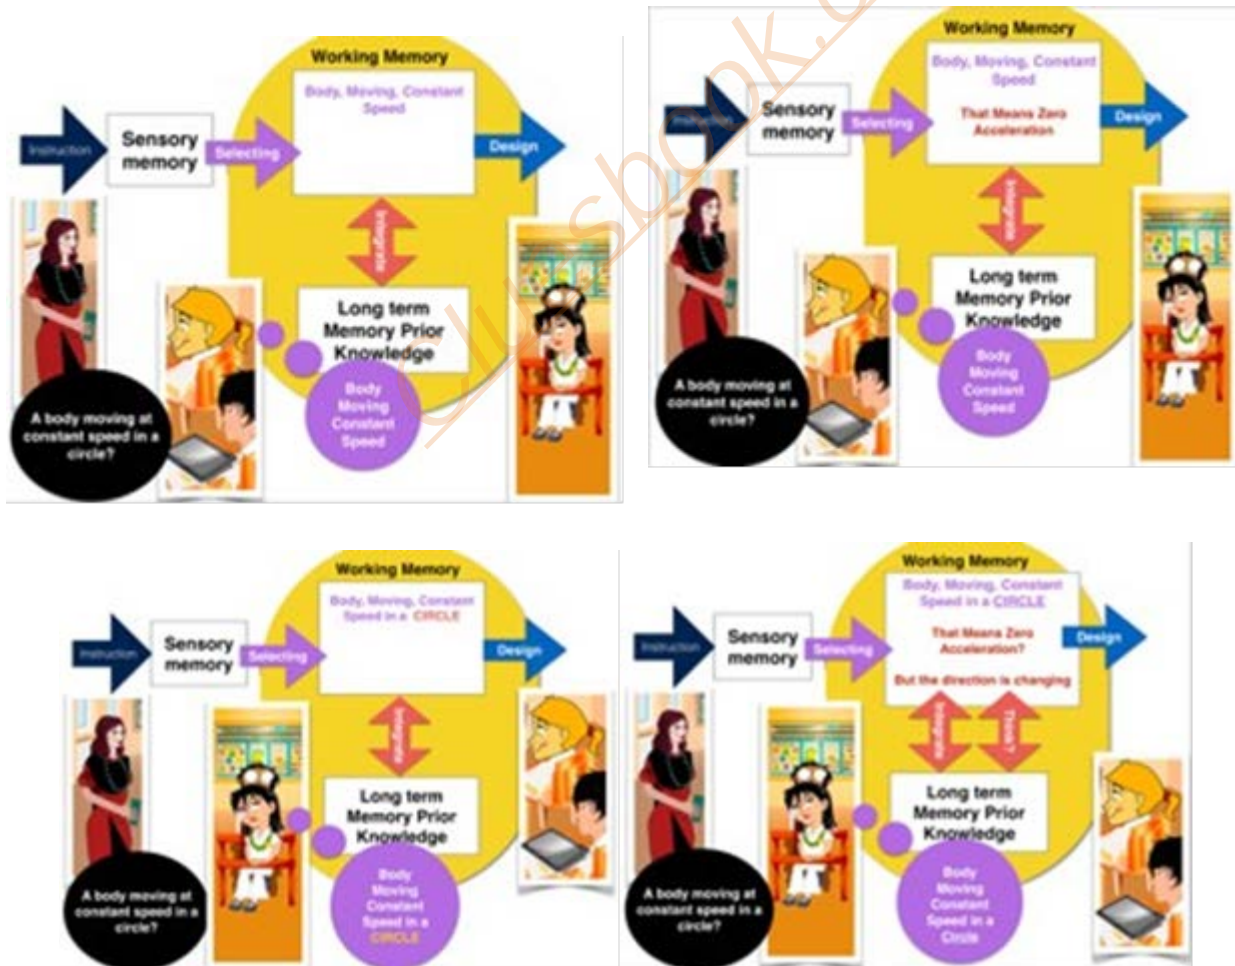 Working Memory
Body, Moving, Constant
Speed
Instruction
Sensory
memory
Selecting
Design
Integrate
Long term
Memory Prior
Knowledge
Body
Moving
Constant
Speed
A body moving at
constant speed in a
circle?
Working Memory
Body, Moving, Constant
Speed
That Means Zero
Acceleration
Instruction
Sensory
memory
Selecting
Design
Integrate
Long term
Memory Prior
Knowledge
Body
Moving
Constant
Speed
A body moving at
constant speed in a
circle?
Working Memory
Body, Moving, Constant
Speed in a CIRCLE
Instruction
Sensory
memory
Selecting
Design
Integrate
Long term
Memory Prior
Knowledge
Body
Moving
Constant
Speed in a
CIRCLE
A body moving at
constant speed in a
circle?
Working Memory
Body, Moving, Constant
Speed in a CIRCLE
That Means Zero
Acceleration?
But the direction is changing
Instruction
Sensory
memory
Selecting
Design
Integrate
Think?
Long term
Memory Prior
Knowledge
Body
Moving
Constant
Speed in a
Circle
A body moving at
constant speed in a
circle?